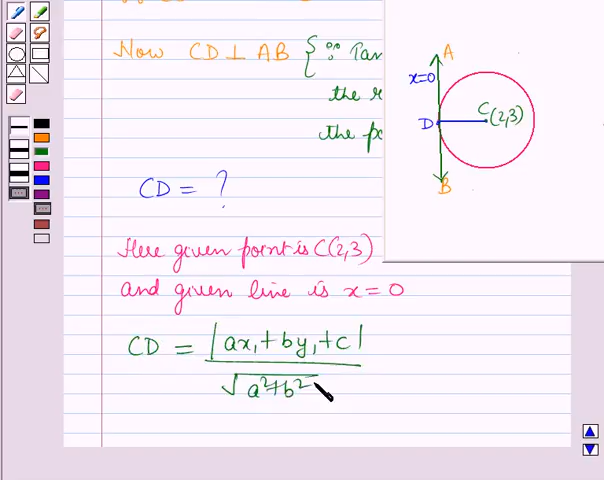 Now CD ⊥ AB { ∵ Tan
the r
the po
CD = ?
Here given point is C(2,3)
and given line is x = 0
CD = |ax₁ + by₁ + c|
√a²+b²
A
x=0
C(2,3)
D
B